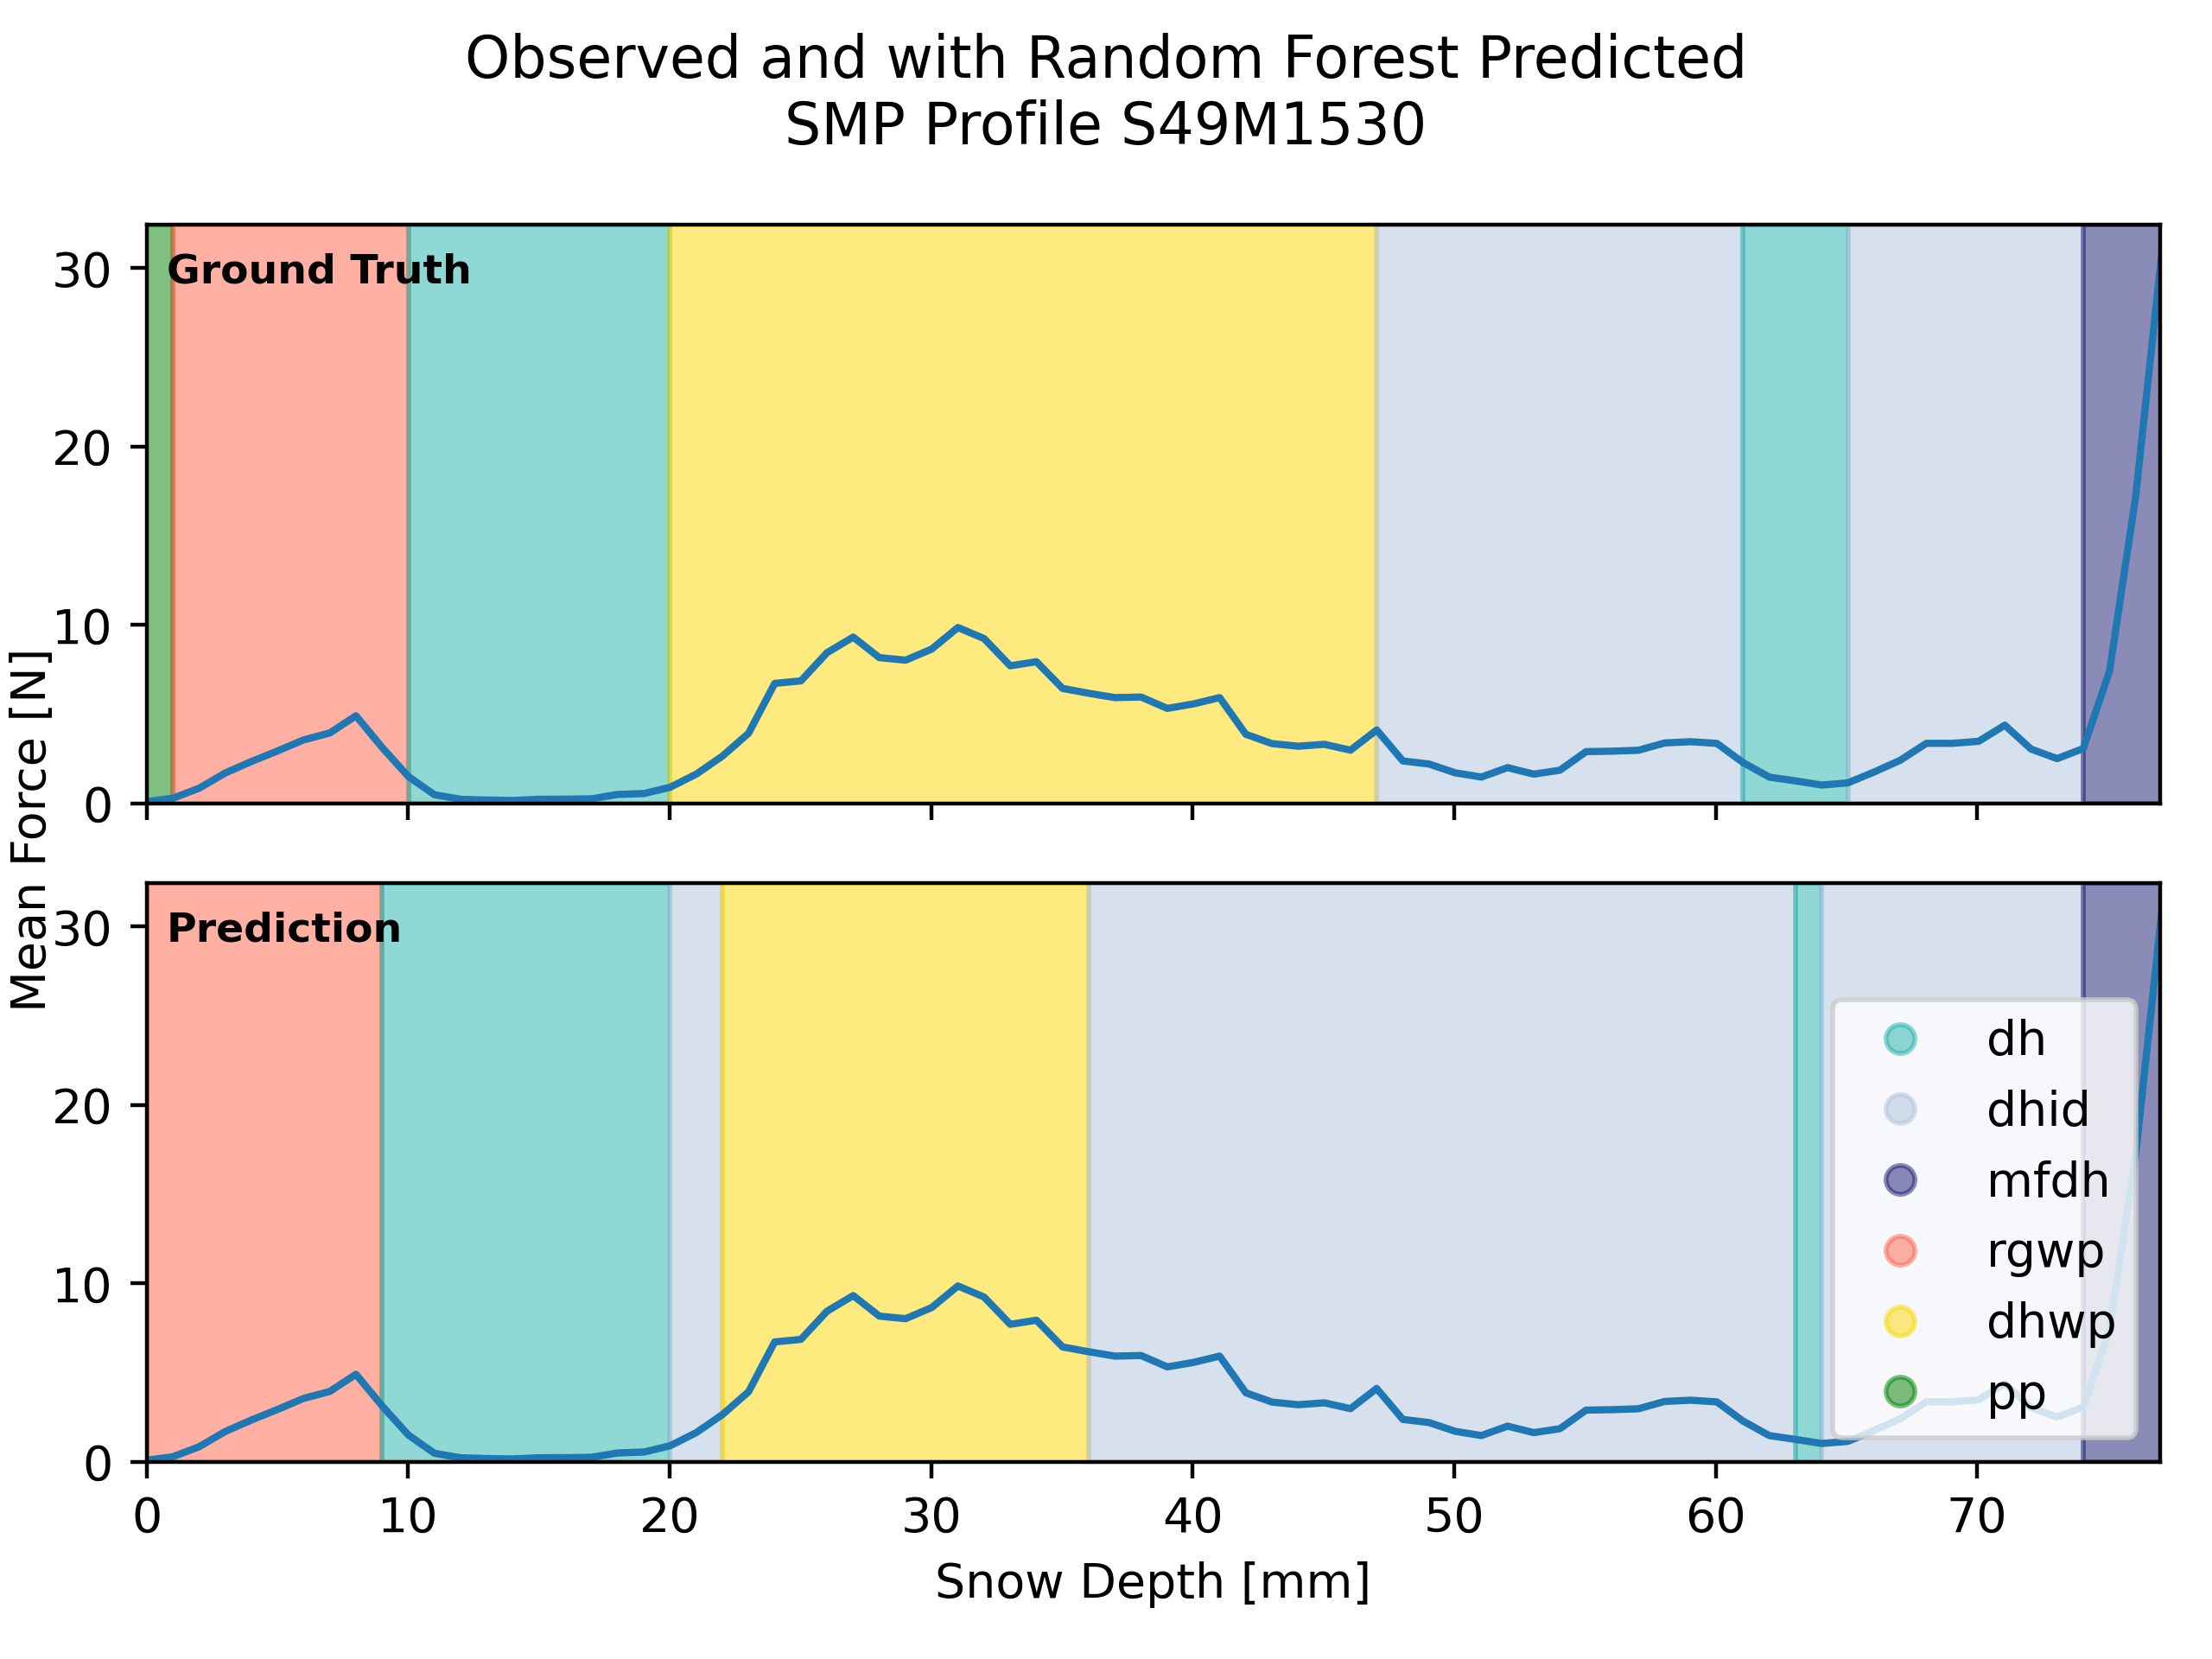 Observed and with Random Forest Predicted
SMP Profile S49M1530
Ground Truth
30
20
10
0
Mean Force [N]
Prediction
30
20
10
0
dh
dhid
mfdh
rgwp
dhwp
pp
0 10 20 30 40 50 60 70
Snow Depth [mm]